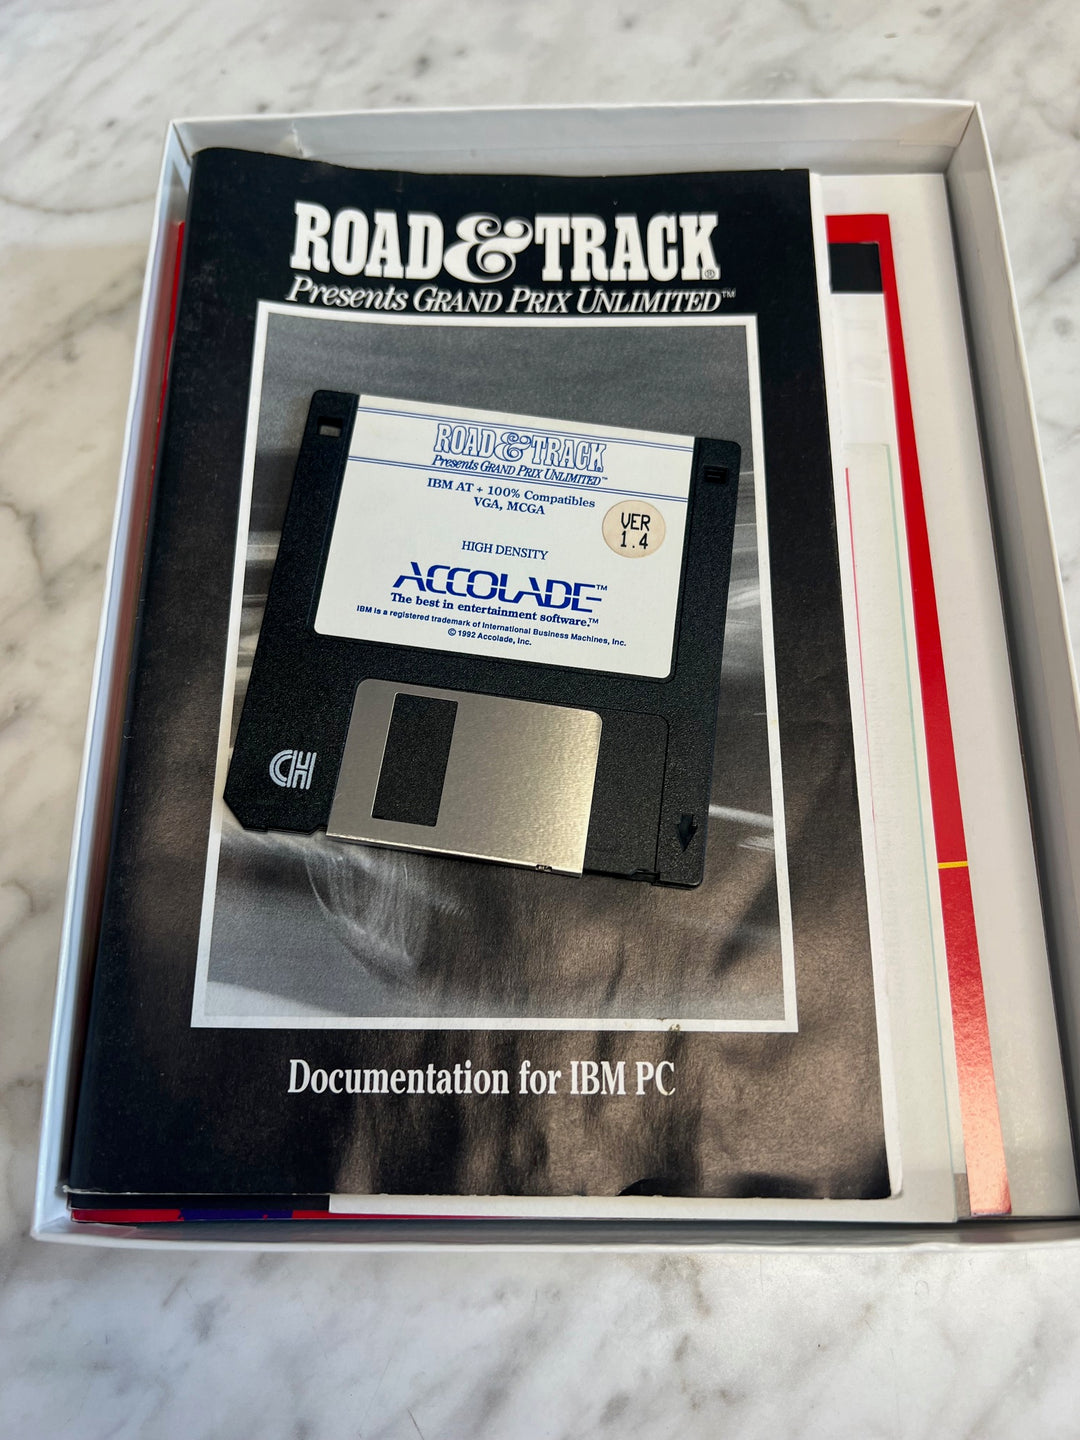 ROAD & TRACK®
Presents GRAND PRIX UNLIMITED™
ROAD & TRACK
Presents GRAND PRIX UNLIMITED™
IBM AT + 100% Compatibles
VGA, MCGA
VER
1.4
HIGH DENSITY
ACCOLADE™
The best in entertainment software.™
IBM is a registered trademark of International Business Machines, Inc.
© 1992 Accolade, Inc.
CH
Documentation for IBM PC